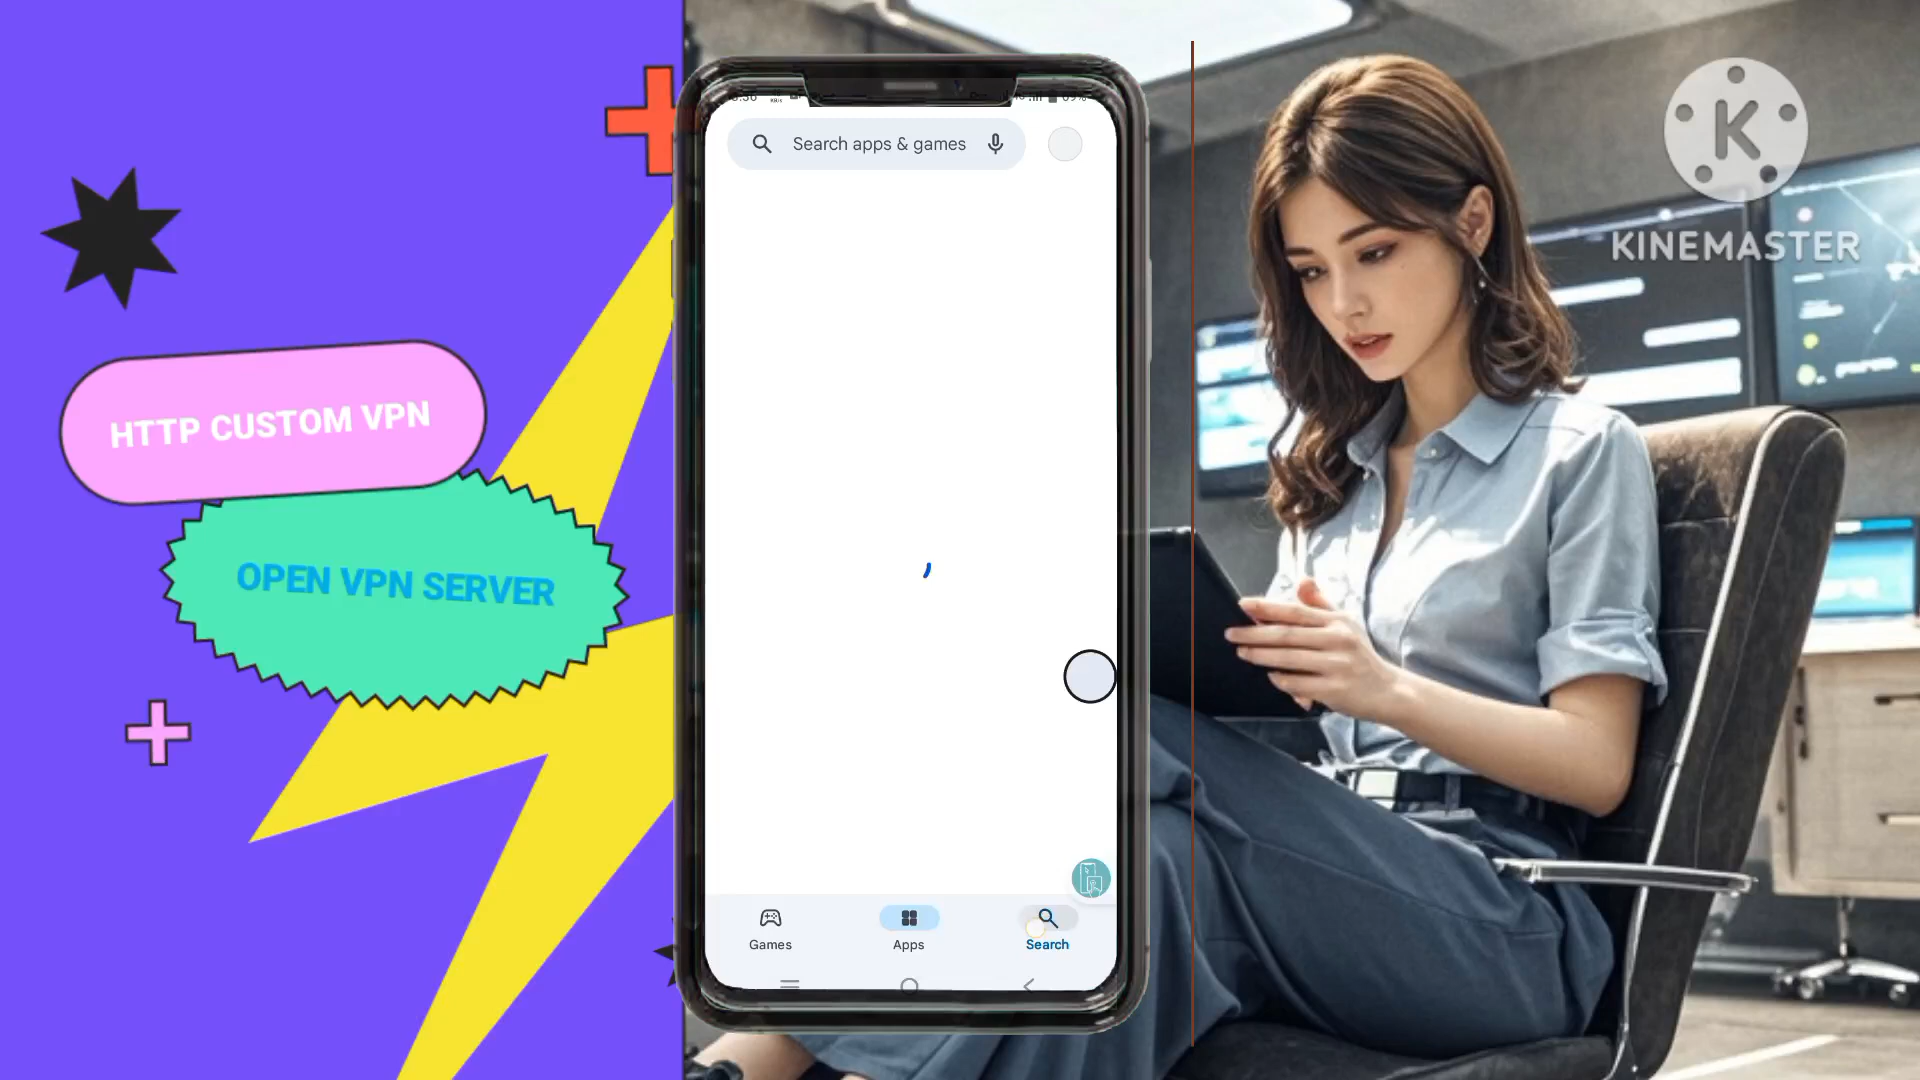 Search apps & games
HTTP CUSTOM VPN
OPEN VPN SERVER
Games
Apps
Search
K
KINEMASTER